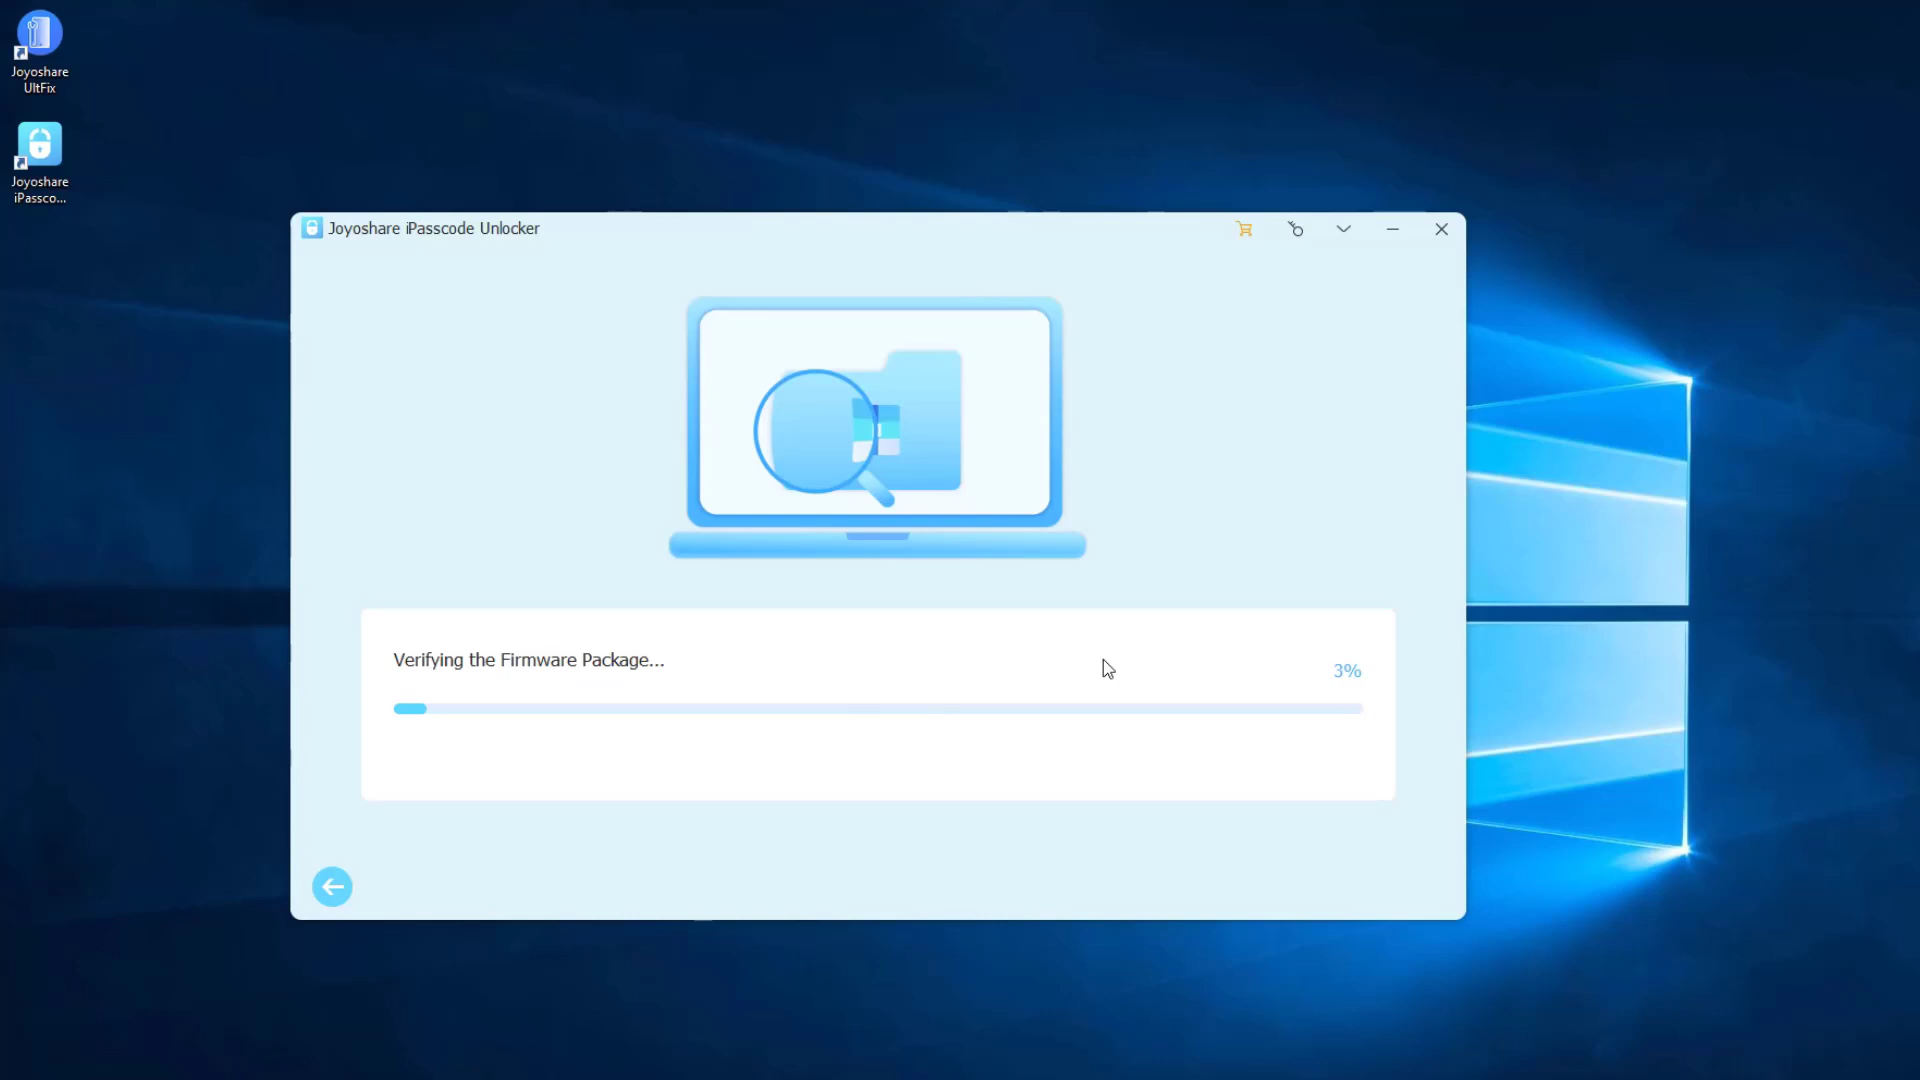 Joyoshare
UltFix
Joyoshare
iPassco...
Joyoshare iPasscode Unlocker
Verifying the Firmware Package...
3%